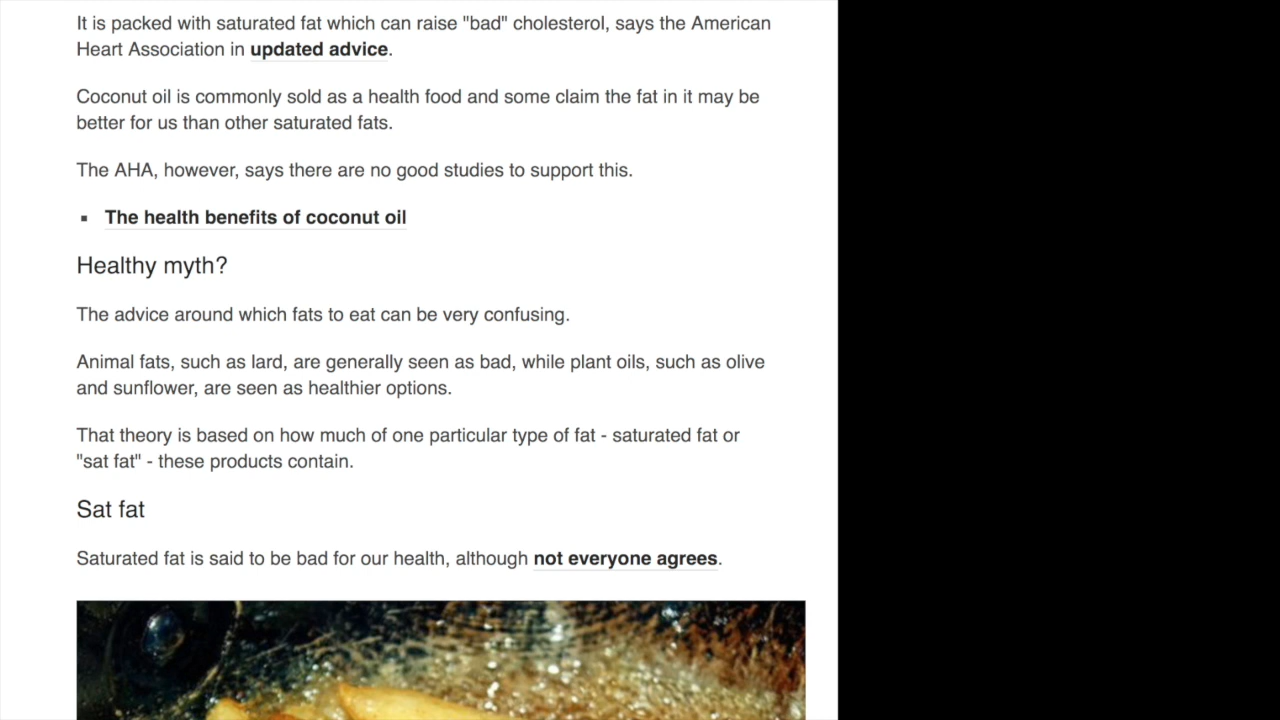 It is packed with saturated fat which can raise "bad" cholesterol, says the American
Heart Association in updated advice.
Coconut oil is commonly sold as a health food and some claim the fat in it may be
better for us than other saturated fats.
The AHA, however, says there are no good studies to support this.
The health benefits of coconut oil
Healthy myth?
The advice around which fats to eat can be very confusing.
Animal fats, such as lard, are generally seen as bad, while plant oils, such as olive
and sunflower, are seen as healthier options.
That theory is based on how much of one particular type of fat - saturated fat or
"sat fat" - these products contain.
Sat fat
Saturated fat is said to be bad for our health, although not everyone agrees.